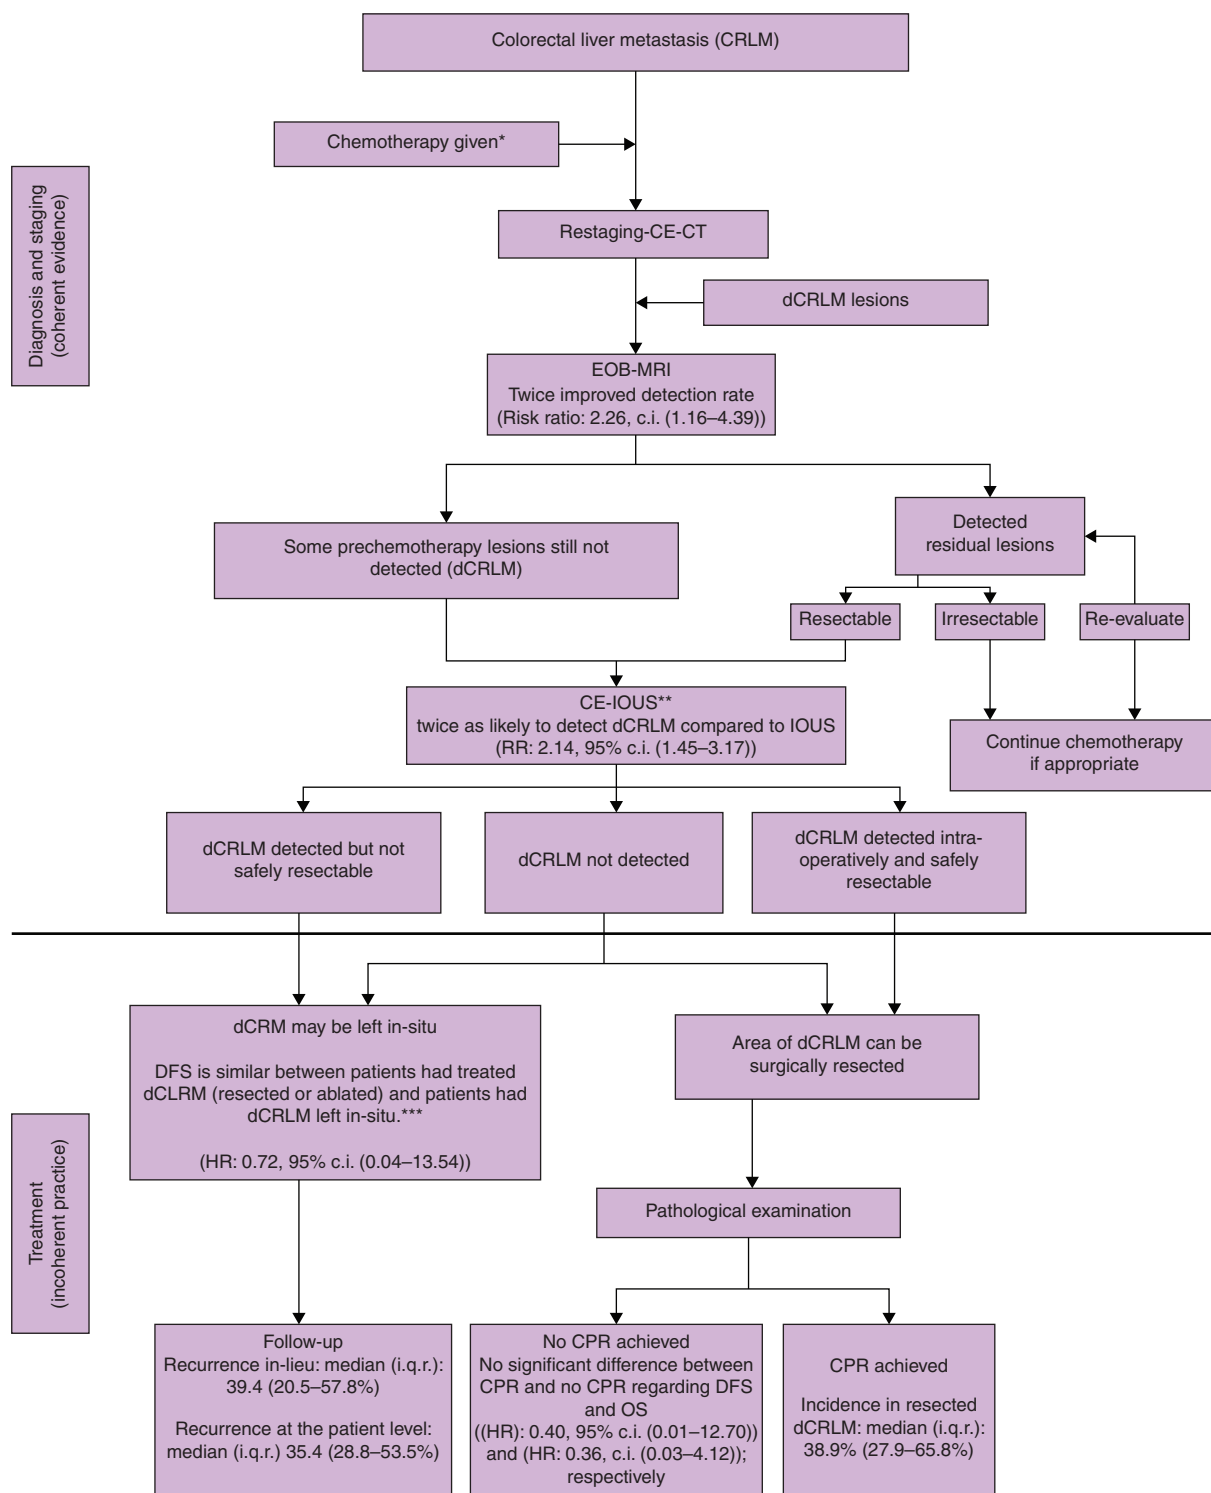 Colorectal liver metastasis (CRLM)
Chemotherapy given*
Diagnosis and staging
(coherent evidence)
Restaging-CE-CT
dCRLM lesions
EOB-MRI
Twice improved detection rate
(Risk ratio: 2.26, c.i. (1.16–4.39))
Some prechemotherapy lesions still not
detected (dCRLM)
Detected
residual lesions
Resectable
Irresectable
Re-evaluate
CE-IOUS**
twice as likely to detect dCRLM compared to IOUS
(RR: 2.14, 95% c.i. (1.45–3.17))
Continue chemotherapy
if appropriate
dCRLM detected but not
safely resectable
dCRLM not detected
dCRLM detected intra-
operatively and safely
resectable
Treatment
(incoherent practice)
dCRM may be left in-situ
DFS is similar between patients had treated
dCLRM (resected or ablated) and patients had
dCRLM left in-situ.***
(HR: 0.72, 95% c.i. (0.04–13.54))
Area of dCRLM can be
surgically resected
Pathological examination
Follow-up
Recurrence in-lieu: median (i.q.r.):
39.4 (20.5–57.8%)
Recurrence at the patient level:
median (i.q.r.) 35.4 (28.8–53.5%)
No CPR achieved
No significant difference between
CPR and no CPR regarding DFS
and OS
((HR): 0.40, 95% c.i. (0.01–12.70))
and (HR: 0.36, c.i. (0.03–4.12));
respectively
CPR achieved
Incidence in resected
dCRLM: median (i.q.r.):
38.9% (27.9–65.8%)